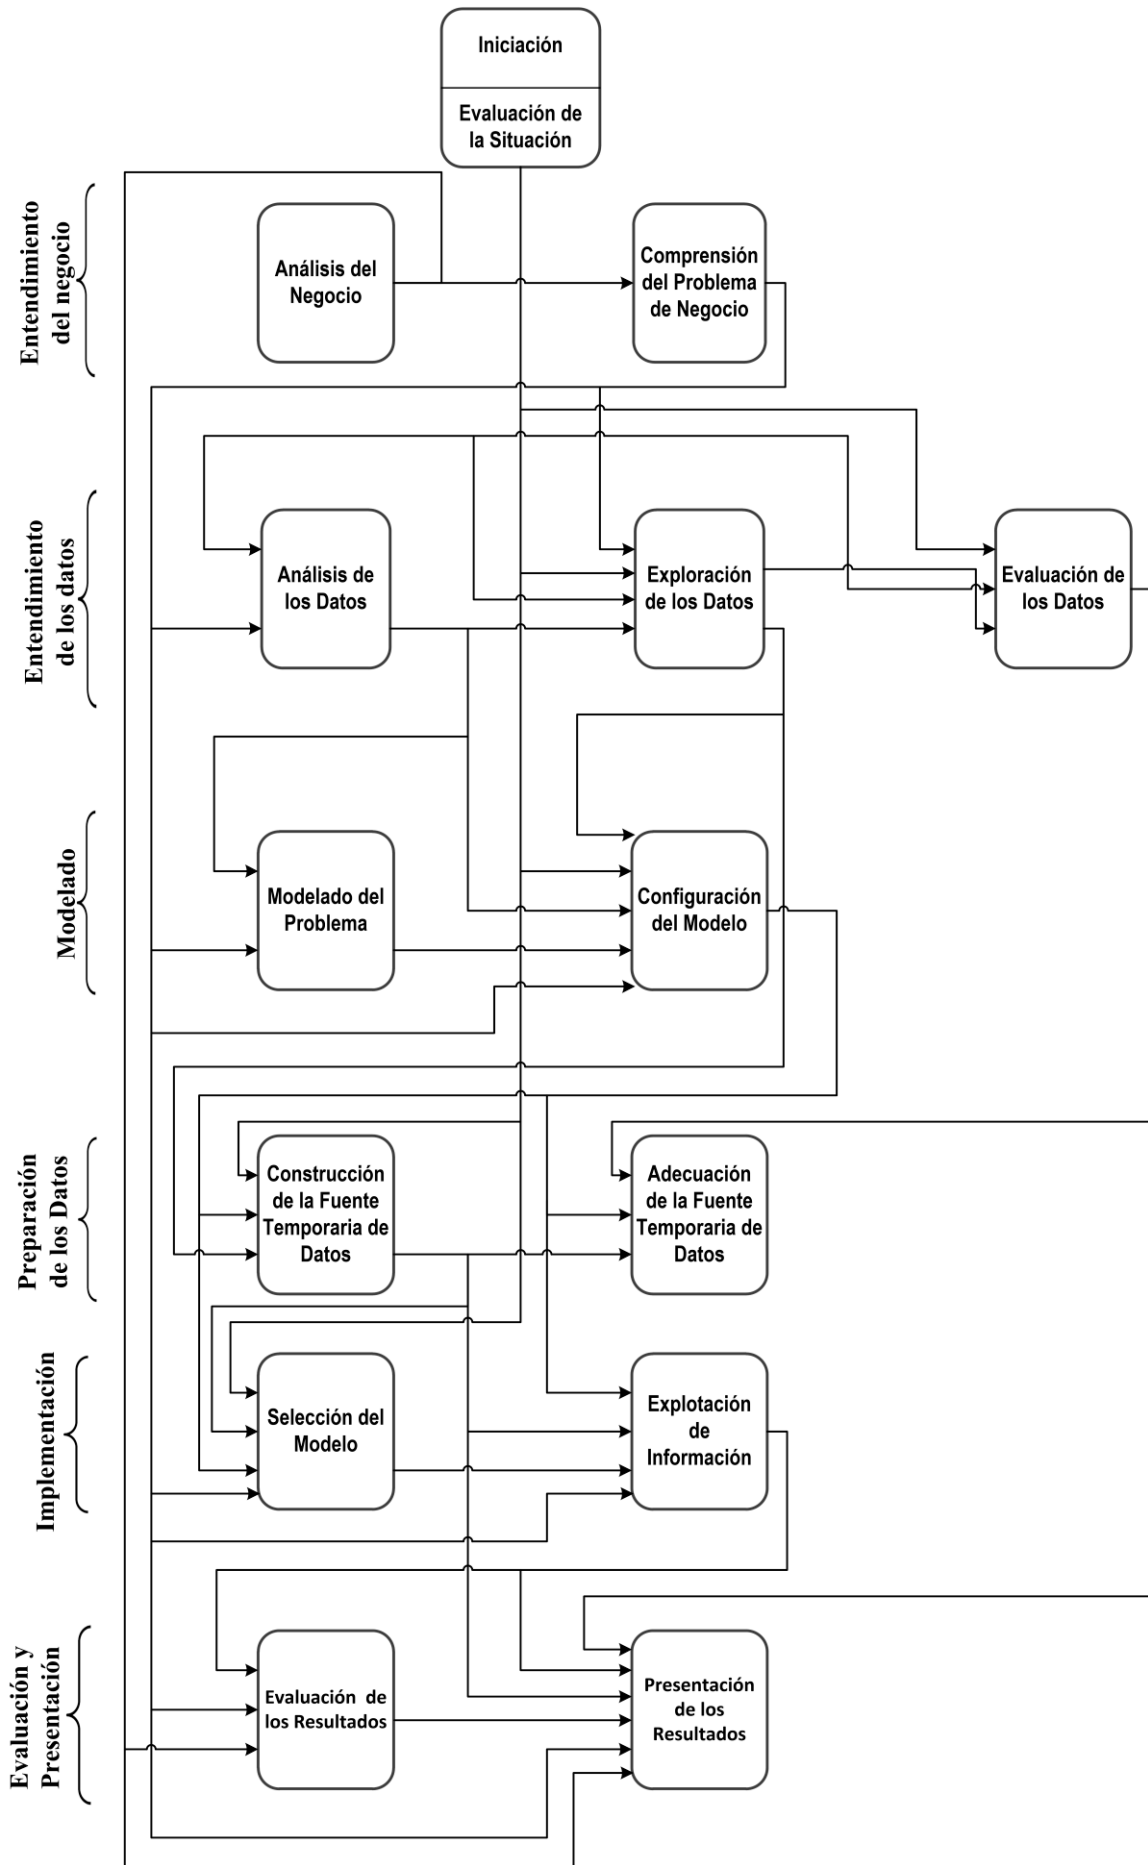 Iniciación
Evaluación de
la Situación
Entendimiento
del negocio
Análisis del
Negocio
Comprensión
del Problema
de Negocio
Entendimiento
de los datos
Análisis de
los Datos
Exploración
de los Datos
Evaluación de
los Datos
Modelado
Modelado del
Problema
Configuración
del Modelo
Preparación
de los Datos
Construcción
de la Fuente
Temporaria de
Datos
Adecuación
de la Fuente
Temporaria de
Datos
Implementación
Selección del
Modelo
Explotación
de
Información
Evaluación y
Presentación
Evaluación de
los Resultados
Presentación
de los
Resultados